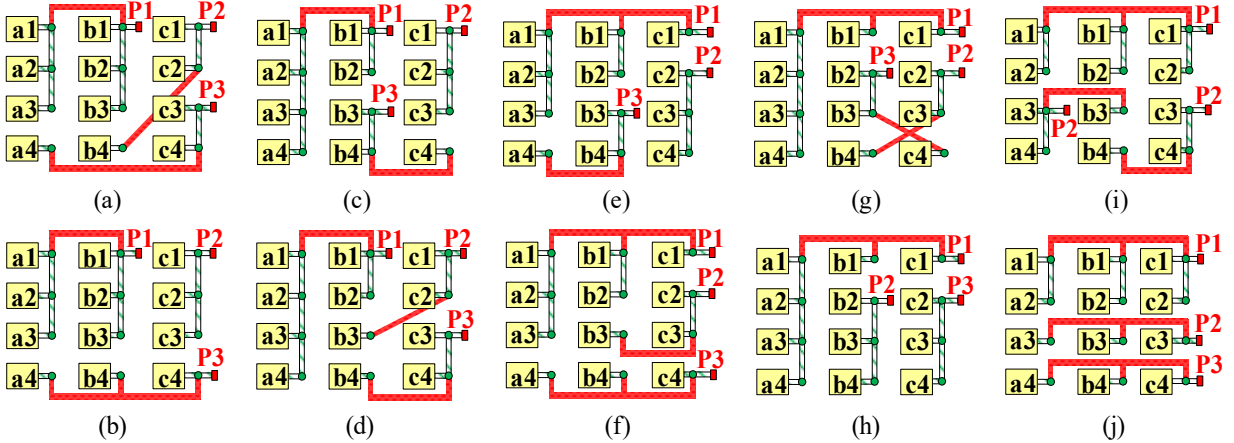 P1 P2 P2 P1 P1 P1
a1 b1 c1 a1 b1 c1 a1 b1 c1 a1 b1 c1 a1 b1 c1
P2 P3 P2
a2 b2 c2 a2 b2 c2 a2 b2 c2 a2 b2 c2 a2 b2 c2
P3 P3 P3 P2
a3 b3 c3 a3 b3 c3 a3 b3 c3 a3 b3 c3 a3 b3 c3
P2
a4 b4 c4 a4 b4 c4 a4 b4 c4 a4 b4 c4 a4 b4 c4
(a) (c) (e) (g) (i)
P1 P2 P1 P2 P1 P1 P1
a1 b1 c1 a1 b1 c1 a1 b1 c1 a1 b1 c1 a1 b1 c1
P2 P2 P3
a2 b2 c2 a2 b2 c2 a2 b2 c2 a2 b2 c2 a2 b2 c2
P3 P2
a3 b3 c3 a3 b3 c3 a3 b3 c3 a3 b3 c3 a3 b3 c3
P3 P3 P3
a4 b4 c4 a4 b4 c4 a4 b4 c4 a4 b4 c4 a4 b4 c4
(b) (d) (f) (h) (j)